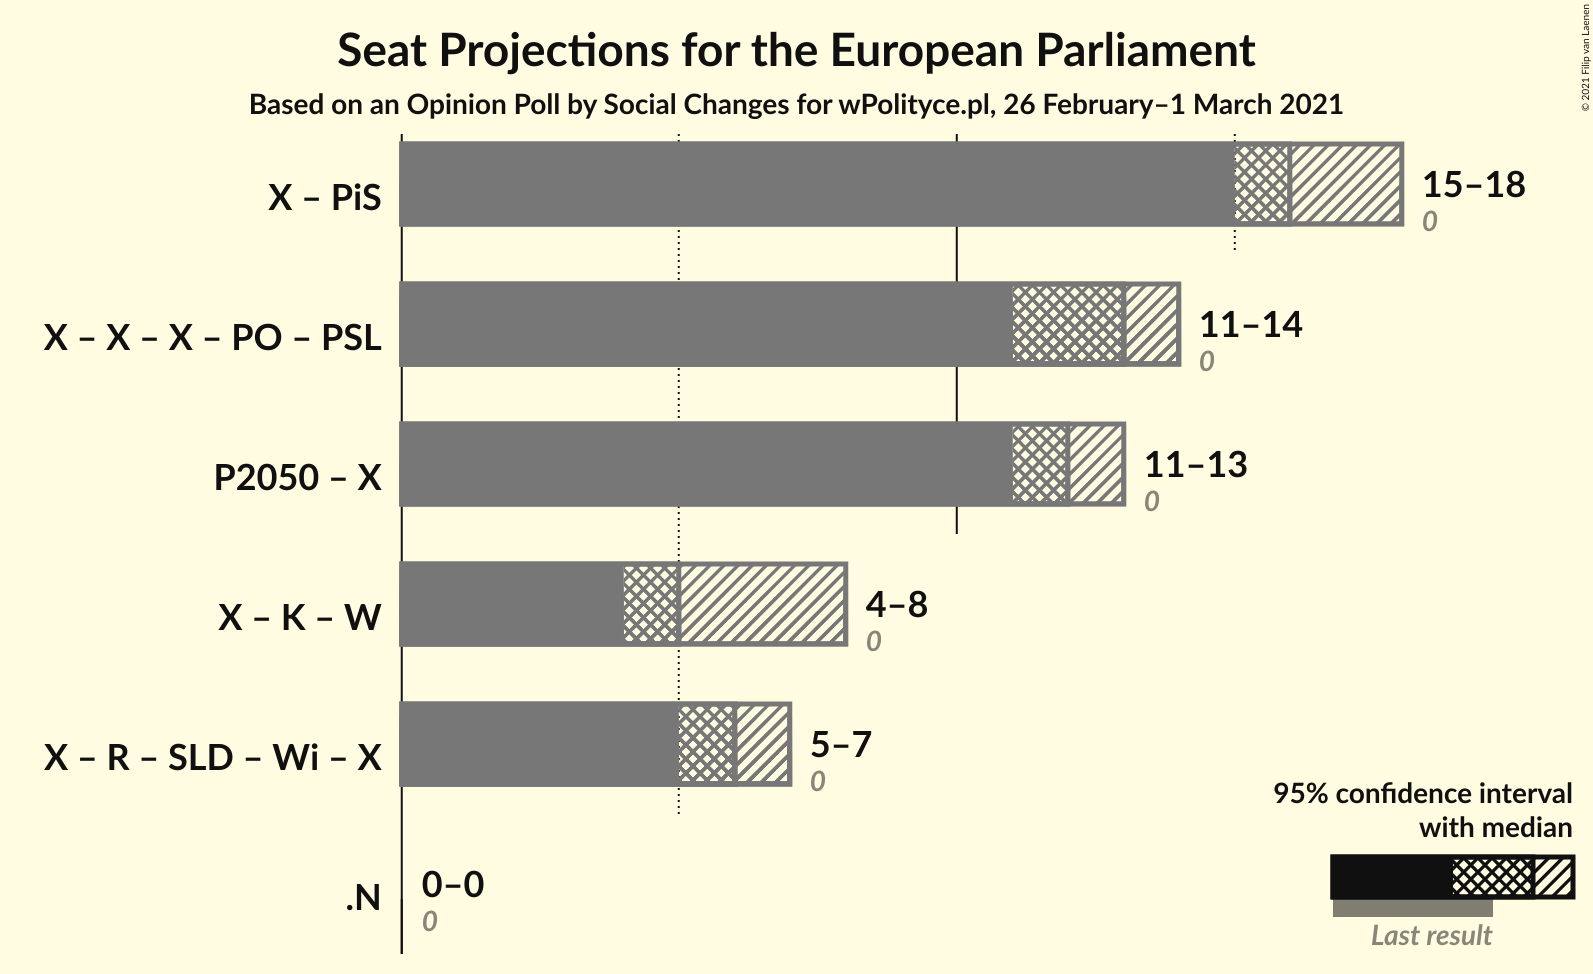 Seat Projections for the European Parliament
Based on an Opinion Poll by Social Changes for wPolityce.pl, 26 February–1 March 2021
© 2021 Filip van Laenen
X – PiS
15–18
0
X – X – X – PO – PSL
11–14
0
P2050 – X
11–13
0
X – K – W
4–8
0
X – R – SLD – Wi – X
5–7
0
.N
0–0
0
95% confidence interval
with median
Last result